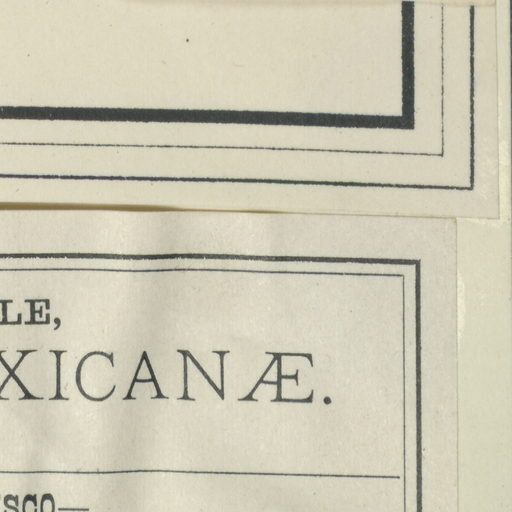 LE,
XICANÆ.
SCO—